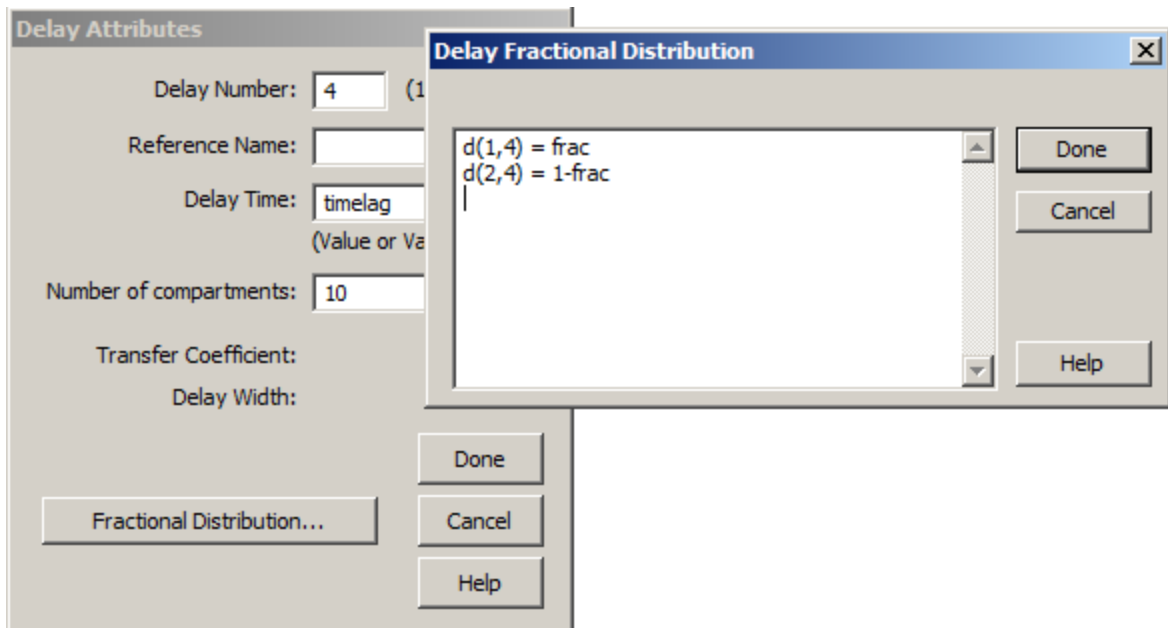 Delay Attributes
Delay Number: 4 (1
Reference Name:
Delay Time: timelag
(Value or Va
Number of compartments: 10
Transfer Coefficient:
Delay Width:
Done
Fractional Distribution... Cancel
Help
Delay Fractional Distribution
d(1,4) = frac
d(2,4) = 1-frac
Done
Cancel
Help